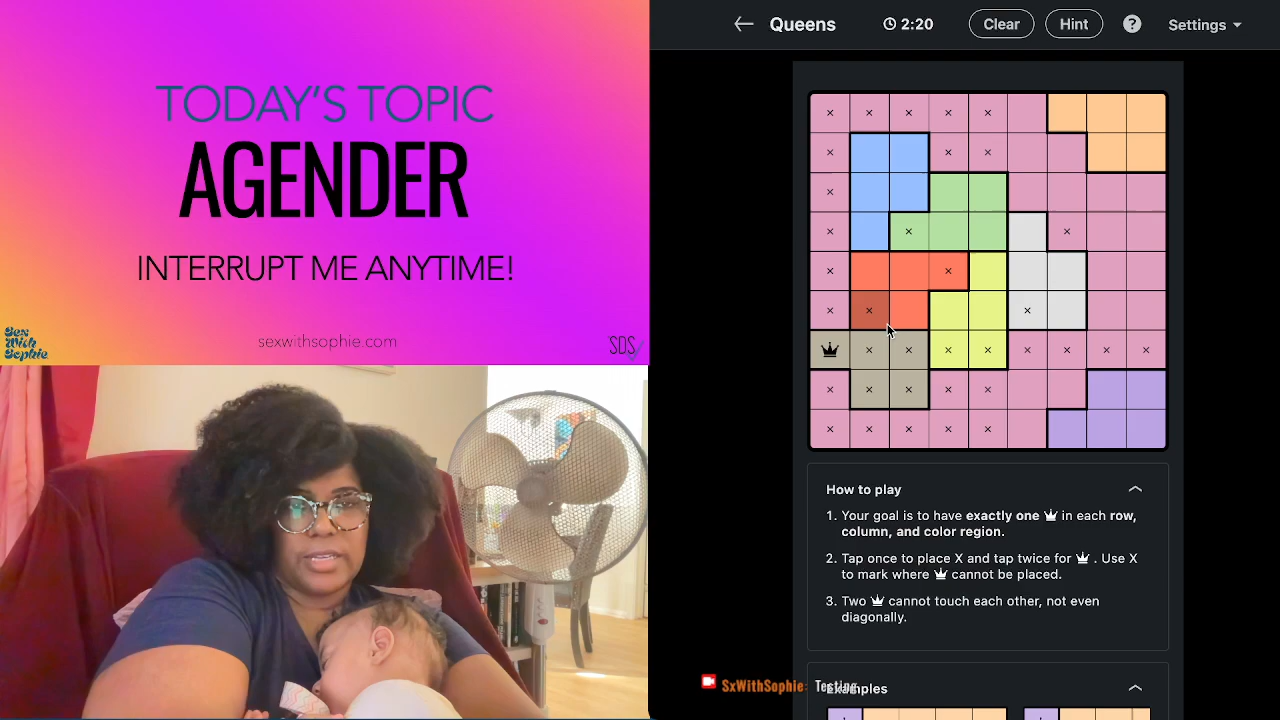 TODAY'S TOPIC
AGENDER
INTERRUPT ME ANYTIME!
sexwithsophie.com
Sex
With
Sophie
SDS
Queens
2:20
Clear
Hint
?
Settings
How to play
1. Your goal is to have exactly one in each row,
column, and color region.
2. Tap once to place X and tap twice for . Use X
to mark where cannot be placed.
3. Two cannot touch each other, not even
diagonally.
SxWithSophie: Testing
Examples